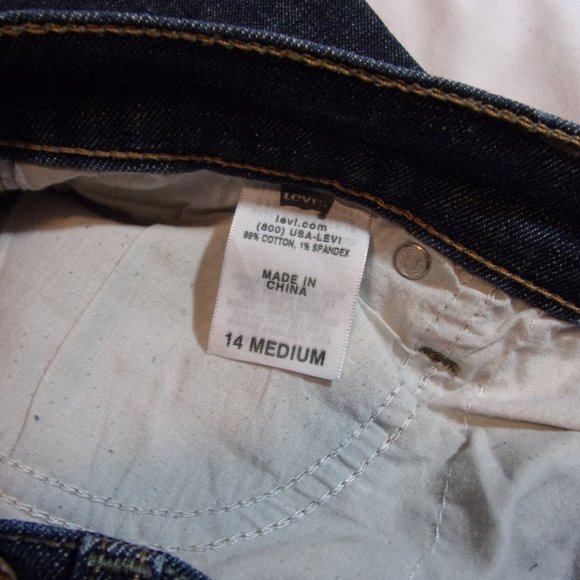 LEVI'S
levi.com
(800) USA-LEVI
99% COTTON, 1% SPANDEX
MADE IN
CHINA
14 MEDIUM